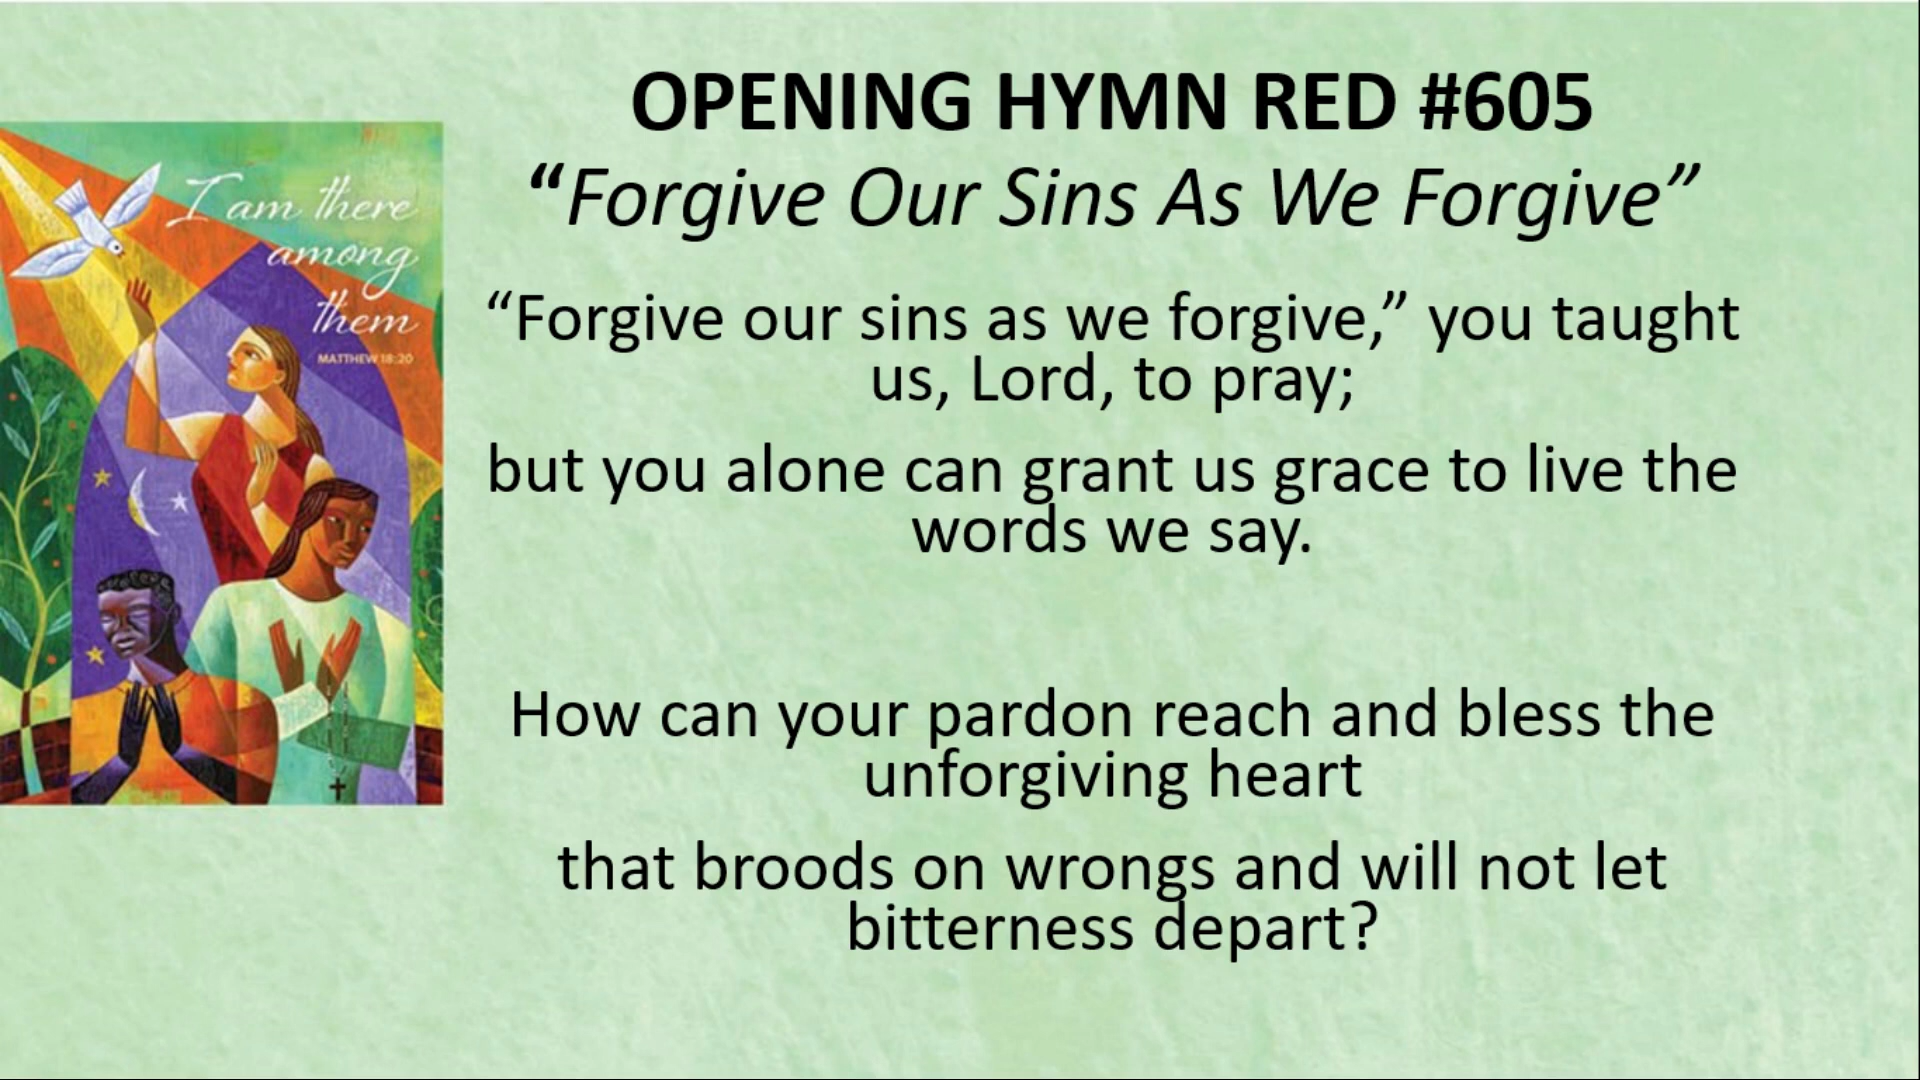 OPENING HYMN RED #605
“Forgive Our Sins As We Forgive”
“Forgive our sins as we forgive,” you taught
us, Lord, to pray;
but you alone can grant us grace to live the
words we say.
How can your pardon reach and bless the
unforgiving heart
that broods on wrongs and will not let
bitterness depart?
I am there
among
them
MATTHEW 18:20